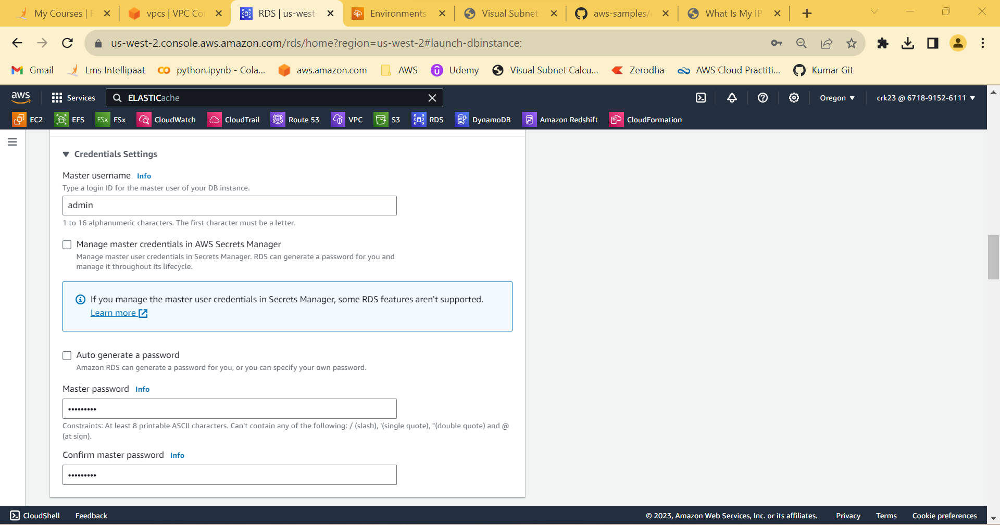 My Courses |
vpcs | VPC Co
RDS | us-west-
Environments
Visual Subnet
aws-samples/
What Is My IP
us-west-2.console.aws.amazon.com/rds/home?region=us-west-2#launch-dbinstance:
Gmail
Lms Intellipaat
python.ipynb - Cola...
aws.amazon.com
AWS
Udemy
Visual Subnet Calcu...
Zerodha
AWS Cloud Practiti...
Kumar Git
aws
Services
ELASTICache
Oregon
crk23 @ 6718-9152-6111
EC2
EFS
FSx FSx
CloudWatch
CloudTrail
Route 53
VPC
S3
RDS
DynamoDB
Amazon Redshift
CloudFormation
Credentials Settings
Master username Info
Type a login ID for the master user of your DB instance.
admin
1 to 16 alphanumeric characters. The first character must be a letter.
Manage master credentials in AWS Secrets Manager
Manage master user credentials in Secrets Manager. RDS can generate a password for you and
manage it throughout its lifecycle.
If you manage the master user credentials in Secrets Manager, some RDS features aren't supported.
Learn more
Auto generate a password
Amazon RDS can generate a password for you, or you can specify your own password.
Master password Info
•••••••••
Constraints: At least 8 printable ASCII characters. Can't contain any of the following: / (slash), '(single quote), "(double quote) and @
(at sign).
Confirm master password Info
•••••••••
CloudShell
Feedback
© 2023, Amazon Web Services, Inc. or its affiliates.
Privacy
Terms
Cookie preferences